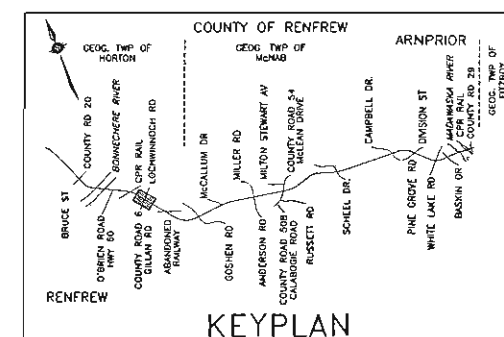 COUNTY OF RENFREW
GEOG. TWP OF
HORTON
GEOG TWP OF
McNAB
ARNPRIOR
GEOG. TWP OF
FITZROY
BRUCE ST
COUNTY RD 20
BONNECHERE RIVER
O'BRIEN ROAD
HWY 60
CPR RAIL
COUNTY ROAD 6
GILLAN RD
LOCHWINNOCH RD
ABANDONED
RAILWAY
McCALLUM DR
GOSHEN RD
MILLER RD
ANDERSON RD
MILTON STEWART AV
COUNTY ROAD 54
McLEAN DRIVE
COUNTY ROAD 508
CALABOGIE ROAD
RUSSETT RD
SCHEEL DR.
CAMPBELL DR.
PINE GROVE RD
DIVISION ST
WHITE LAKE RD
MADAWASKA RIVER
CPR RAIL
COUNTY RD 29
BASKIN DR
RENFREW
KEYPLAN